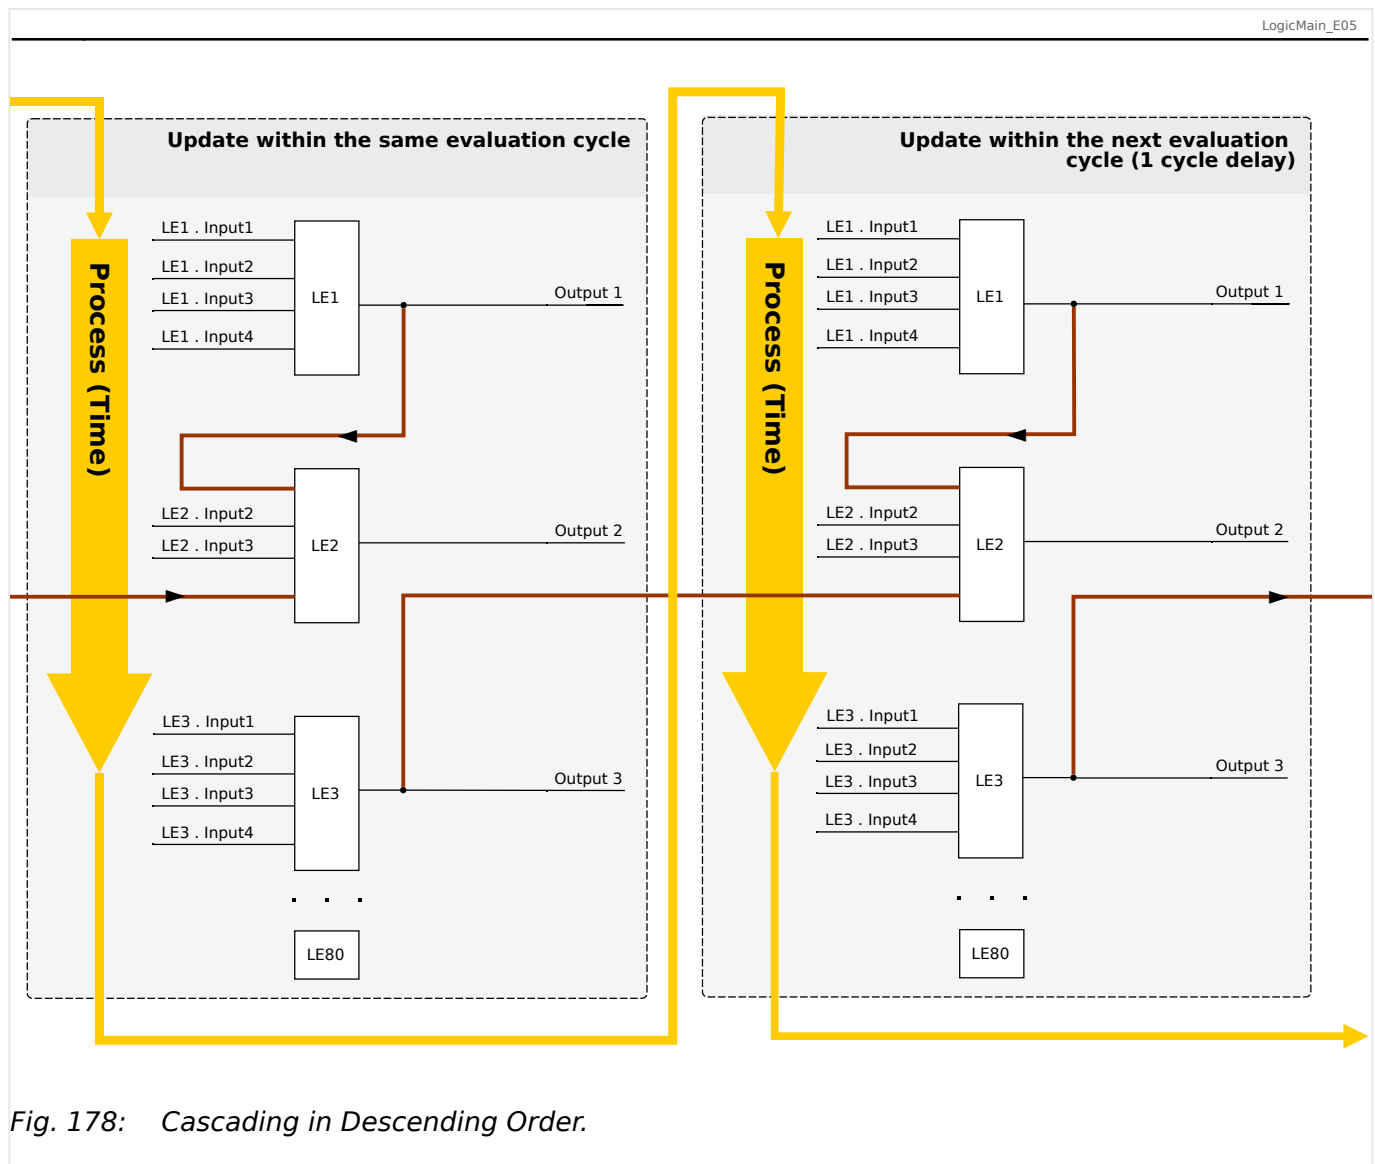 LogicMain_E05
Update within the same evaluation cycle
Process (Time)
LE1 . Input1
LE1 . Input2
LE1 . Input3
LE1 . Input4
LE1
Output 1
LE2 . Input2
LE2 . Input3
LE2
Output 2
LE3 . Input1
LE3 . Input2
LE3 . Input3
LE3 . Input4
LE3
Output 3
. . .
LE80
Update within the next evaluation
cycle (1 cycle delay)
Process (Time)
LE1 . Input1
LE1 . Input2
LE1 . Input3
LE1 . Input4
LE1
Output 1
LE2 . Input2
LE2 . Input3
LE2
Output 2
LE3 . Input1
LE3 . Input2
LE3 . Input3
LE3 . Input4
LE3
Output 3
. . .
LE80
Fig. 178: Cascading in Descending Order.